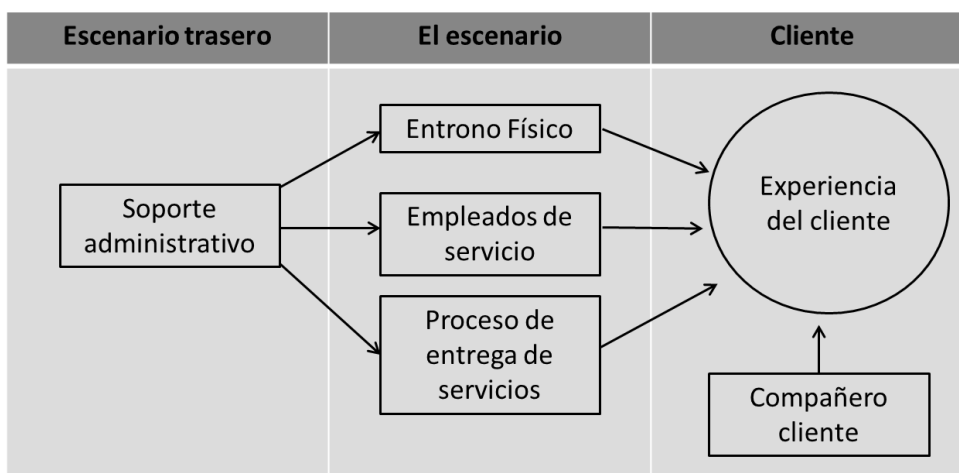 Escenario trasero
El escenario
Cliente
Entrono Físico
Soporte
administrativo
Empleados de
servicio
Proceso de
entrega de
servicios
Experiencia
del cliente
Compañero
cliente